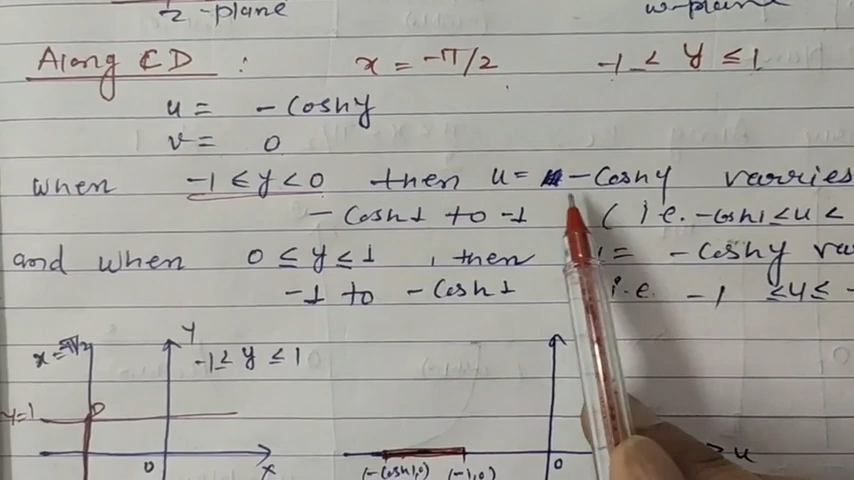 z-plane w-plane
Along CD : x = -π/2 -1 ≤ y ≤ 1
u = - Coshy
v = 0
when -1 ≤ y < 0 then u = - Coshy varries
- Cosh1 to -1 ( i.e. -Cosh1 ≤ u <
and when 0 ≤ y ≤ 1 , then = - Coshy va
-1 to - Cosh1 i.e. -1 ≤ u ≤ -
x = -π/2 Y -1 ≤ y ≤ 1
y=1 D
0 X (-Cosh1,0) (-1,0) 0 u